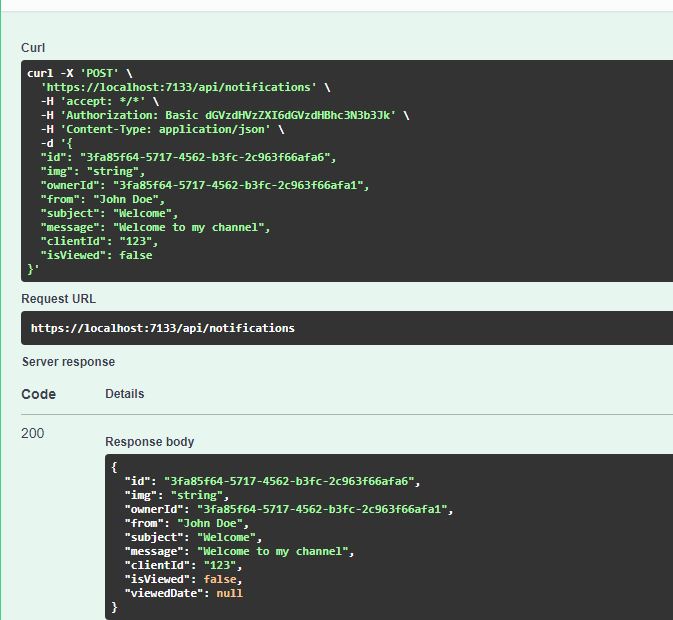 Curl
curl -X 'POST' \
'https://localhost:7133/api/notifications' \
-H 'accept: */*' \
-H 'Authorization: Basic dGVzdHVzZXI6dGVzdHBhc3N3b3Jk' \
-H 'Content-Type: application/json' \
-d '{
"id": "3fa85f64-5717-4562-b3fc-2c963f66afa6",
"img": "string",
"ownerId": "3fa85f64-5717-4562-b3fc-2c963f66afa1",
"from": "John Doe",
"subject": "Welcome",
"message": "Welcome to my channel",
"clientId": "123",
"isViewed": false
}'
Request URL
https://localhost:7133/api/notifications
Server response
Code Details
200
Response body
{
"id": "3fa85f64-5717-4562-b3fc-2c963f66afa6",
"img": "string",
"ownerId": "3fa85f64-5717-4562-b3fc-2c963f66afa1",
"from": "John Doe",
"subject": "Welcome",
"message": "Welcome to my channel",
"clientId": "123",
"isViewed": false,
"viewedDate": null
}